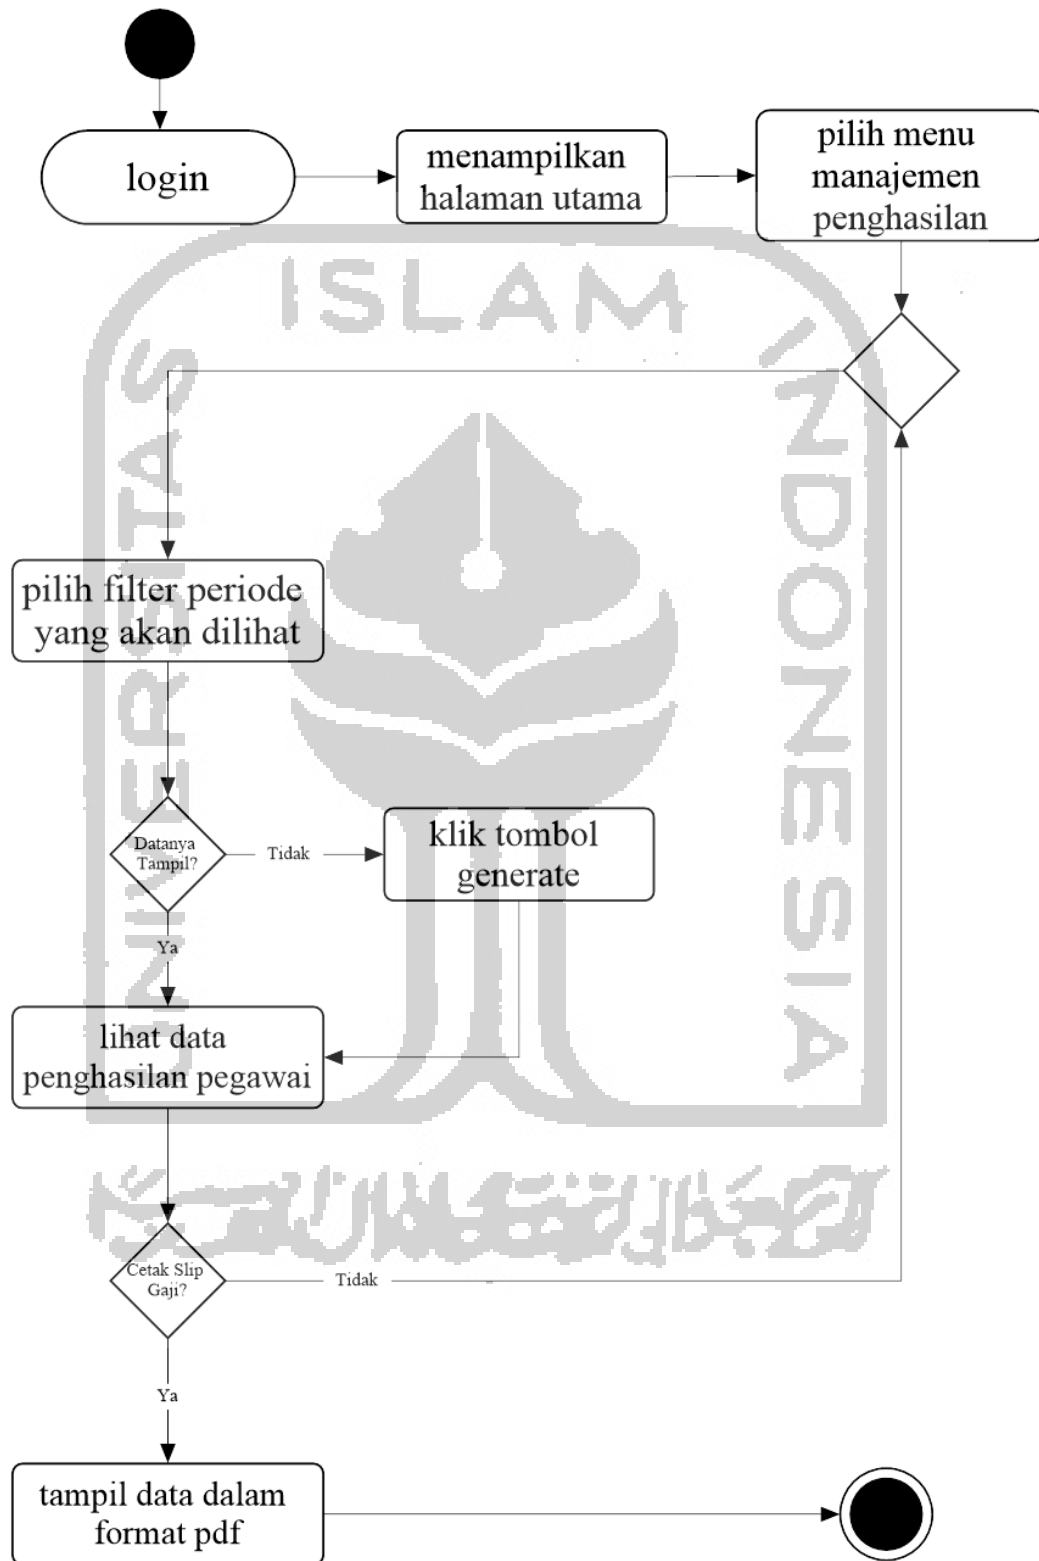 login
menampilkan
halaman utama
pilih menu
manajemen
penghasilan
ISLAM
UNIVERSITAS
INDONESIA
pilih filter periode
yang akan dilihat
Datanya
Tampil?
Tidak
klik tombol
generate
Ya
lihat data
penghasilan pegawai
Cetak Slip
Gaji?
Tidak
Ya
tampil data dalam
format pdf